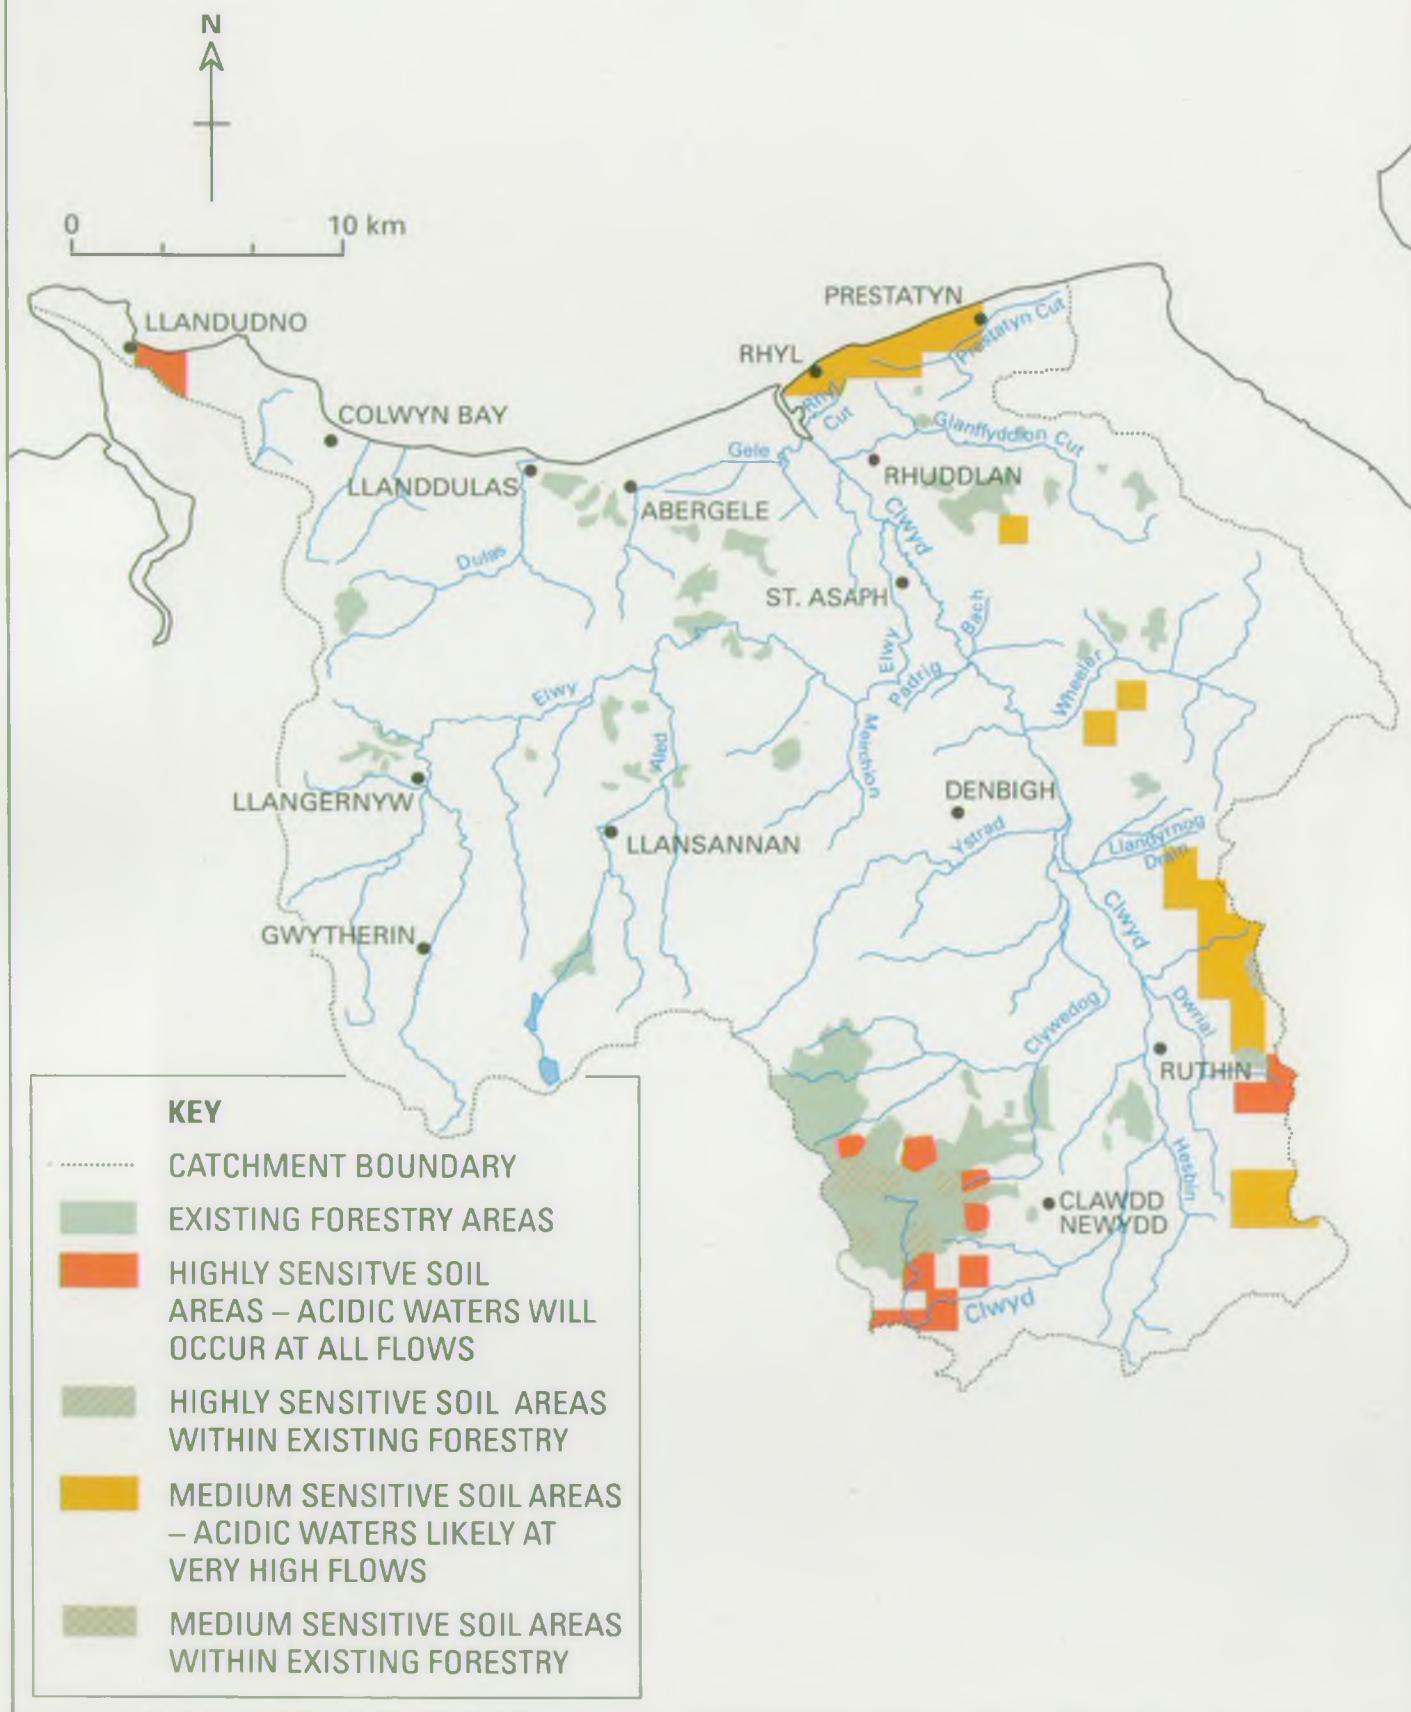 N
0
10 km
PRESTATYN
LLANDUDNO
Prestatyn Cut
RHYL
Rhyl
Cut
COLWYN BAY
Glanffyddion Cut
Gele
RHUDDLAN
LLANDDULAS
ABERGELE
Clwyd
Dulas
ST. ASAPH
Bach
Elwy
Padrig
Wheeler
Elwy
Aled
Meirchion
LLANGERNYW
DENBIGH
LLANSANNAN
Ystrad
Llandyrnog
Drain
Clwyd
GWYTHERIN
Clywedog
Dwrial
RUTHIN
Hesbin
CLAWDD
NEWYDD
Clwyd
KEY
CATCHMENT BOUNDARY
EXISTING FORESTRY AREAS
HIGHLY SENSITVE SOIL
AREAS – ACIDIC WATERS WILL
OCCUR AT ALL FLOWS
HIGHLY SENSITIVE SOIL AREAS
WITHIN EXISTING FORESTRY
MEDIUM SENSITIVE SOIL AREAS
– ACIDIC WATERS LIKELY AT
VERY HIGH FLOWS
MEDIUM SENSITIVE SOIL AREAS
WITHIN EXISTING FORESTRY